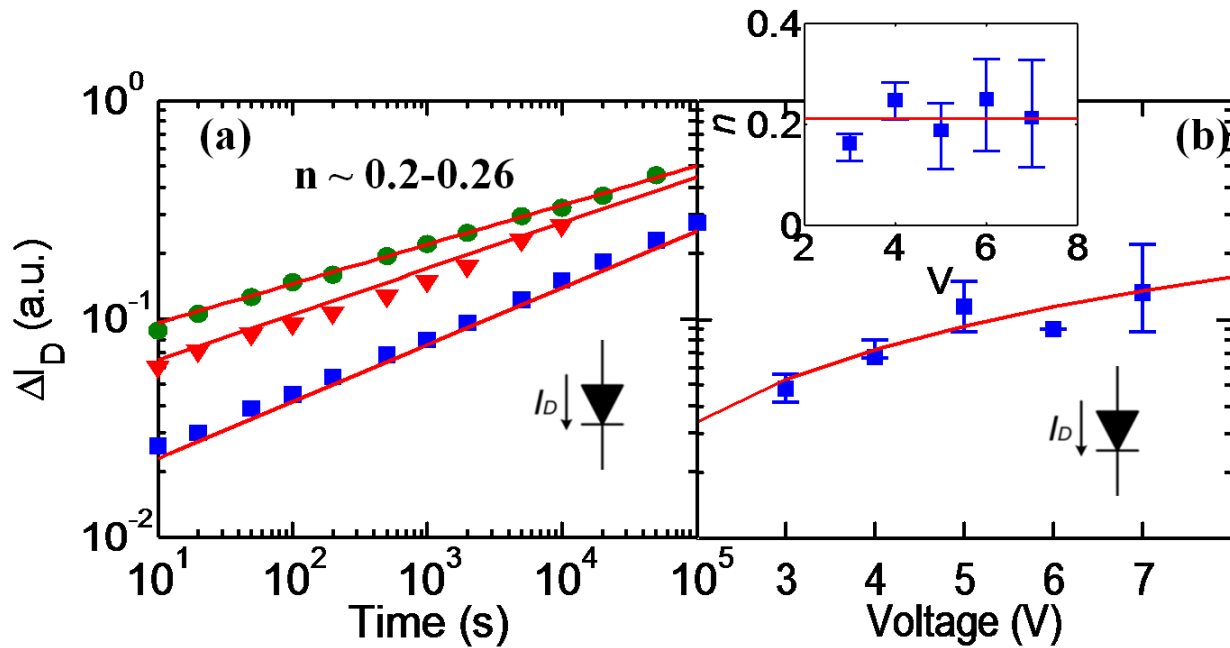 (a)
n ~ 0.2-0.26
10^0
10^-1
10^-2
ΔI_D (a.u.)
10^1 10^2 10^3 10^4 10^5
Time (s)
I_D
0.4
0.2
0
n
2 4 6 8
V
(b)
I_D
3 4 5 6 7
Voltage (V)